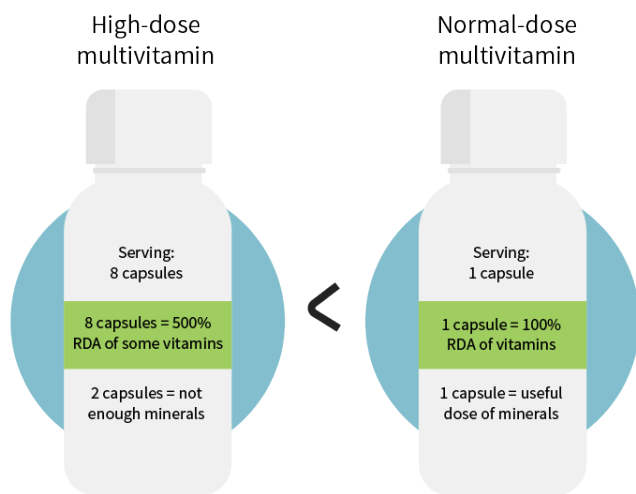 High-dose
multivitamin
Serving:
8 capsules
8 capsules = 500%
RDA of some vitamins
2 capsules = not
enough minerals
<
Normal-dose
multivitamin
Serving:
1 capsule
1 capsule = 100%
RDA of vitamins
1 capsule = useful
dose of minerals